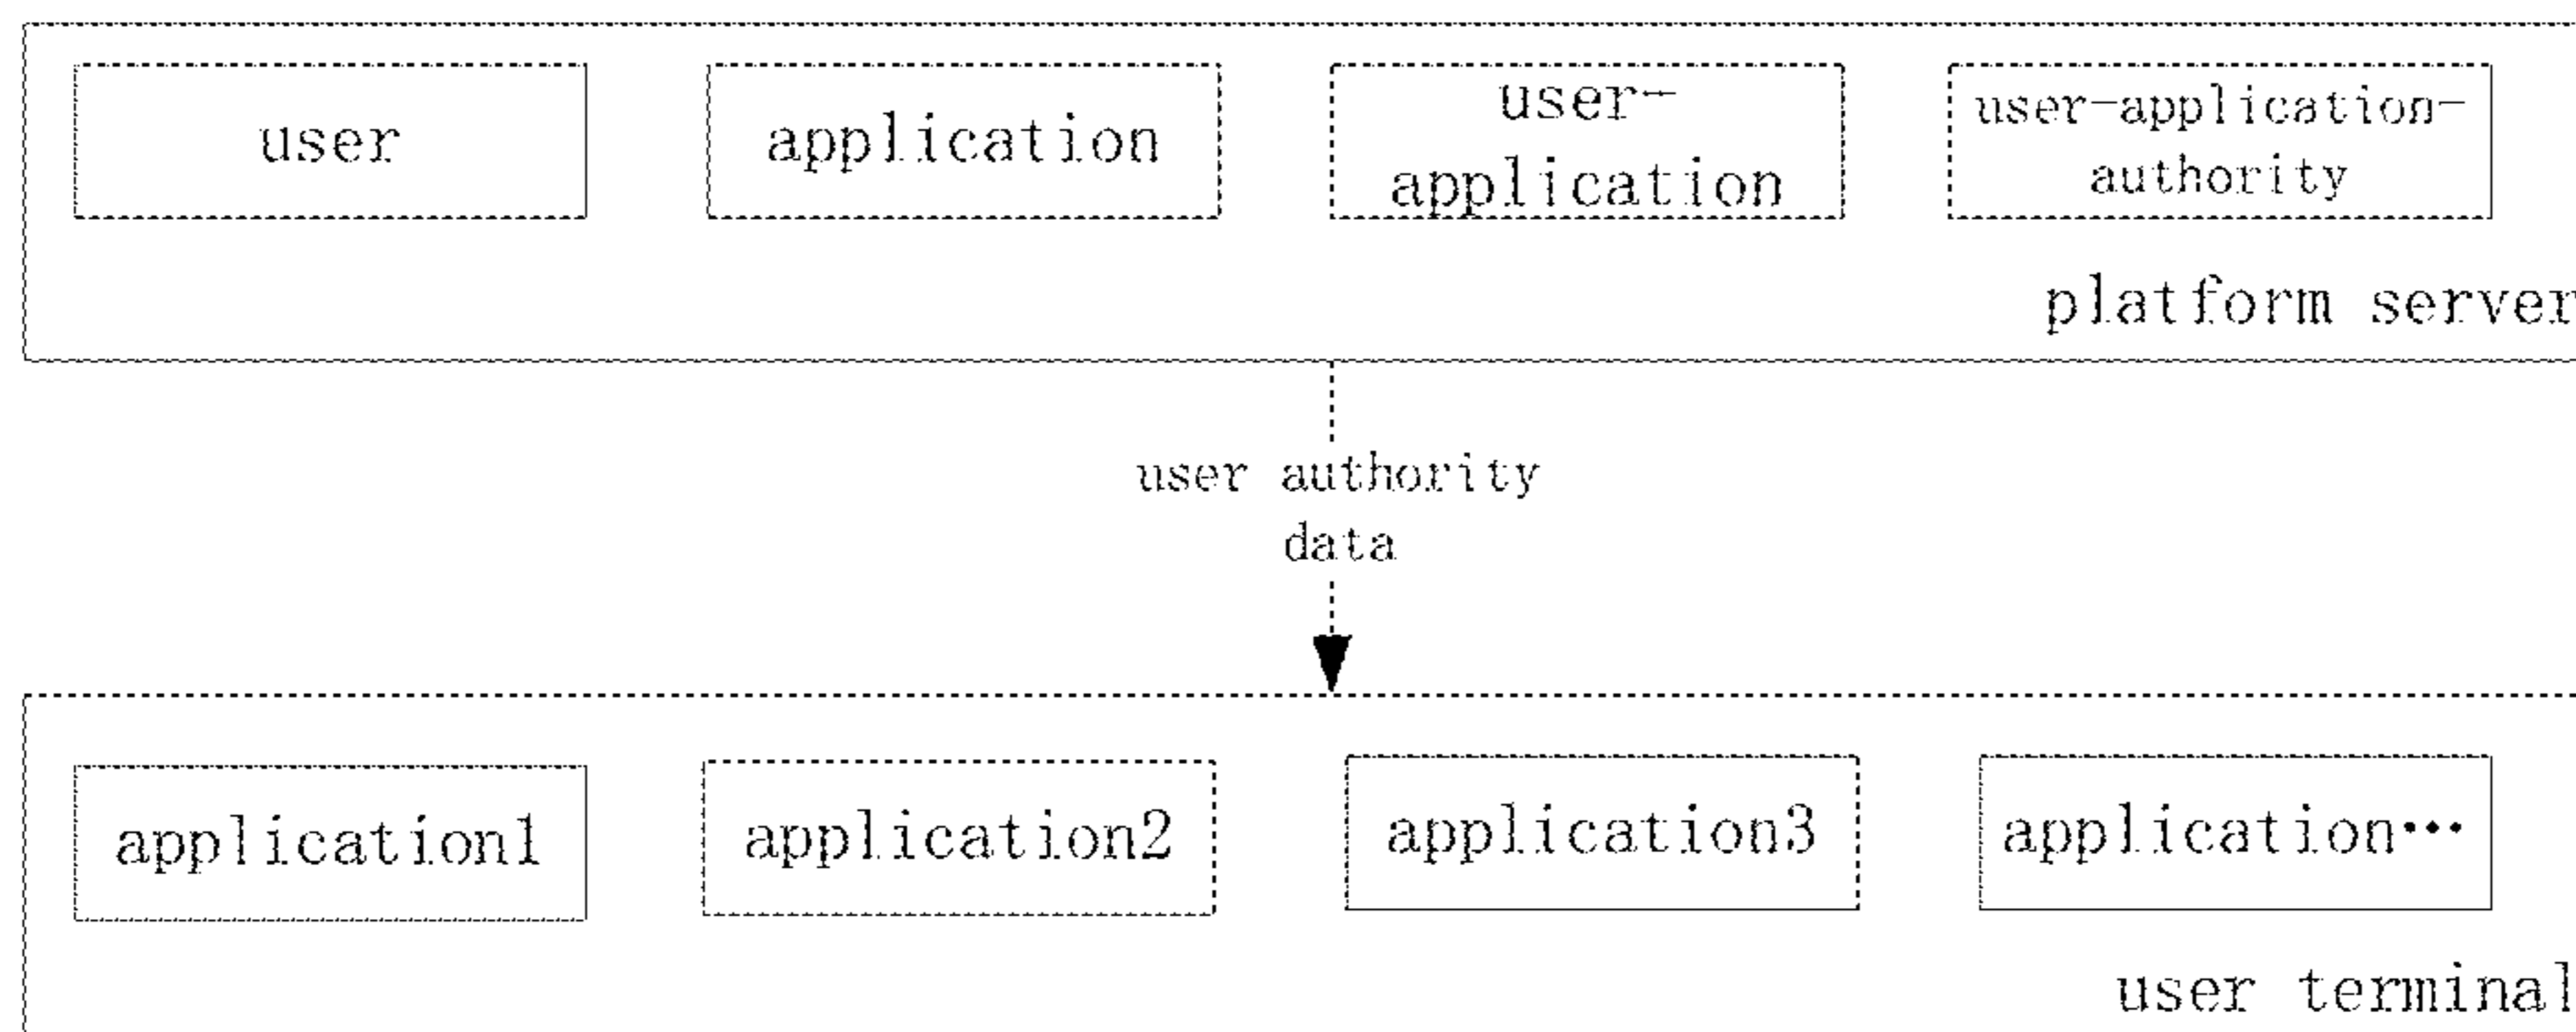 user
application
user-
application
user-application-
authority
platform server
user authority
data
application1
application2
application3
application···
user terminal